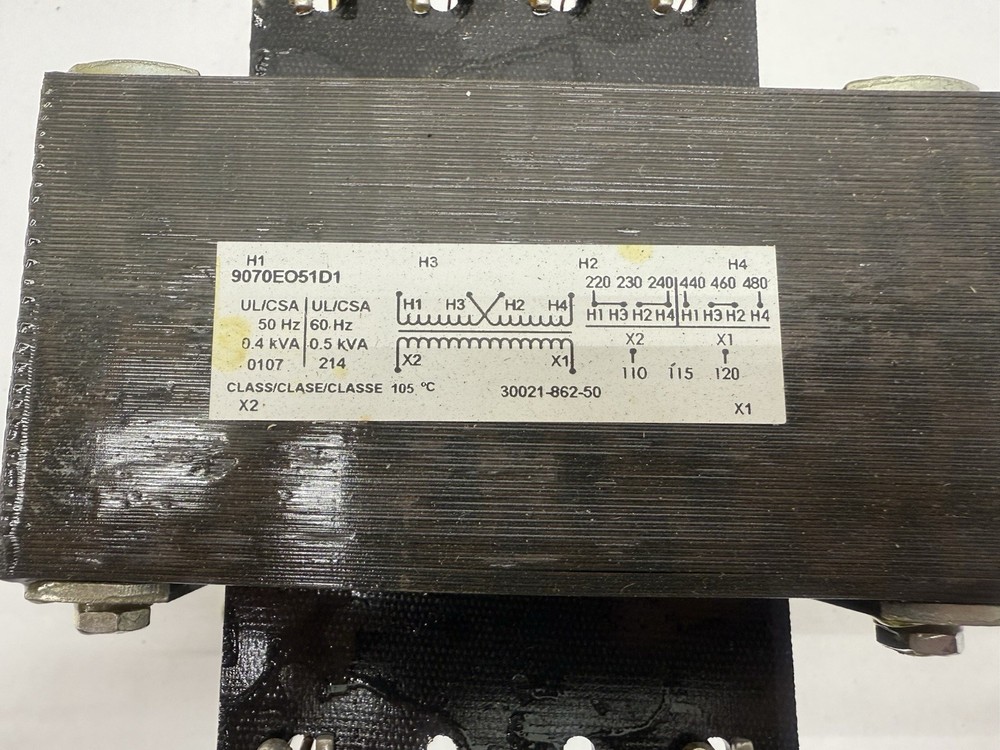 H1 H3 H2 H4
9070EO51D1
220 230 240 440 460 480
UL/CSA UL/CSA
H1 H3 H2 H4
H1 H3 H2 H4 H1 H3 H2 H4
50 Hz 60 Hz
0.4 kVA 0.5 kVA
X2 X1
X2 X1
0107 214
110 115 120
CLASS/CLASE/CLASSE 105 °C
30021-862-50
X2 X1